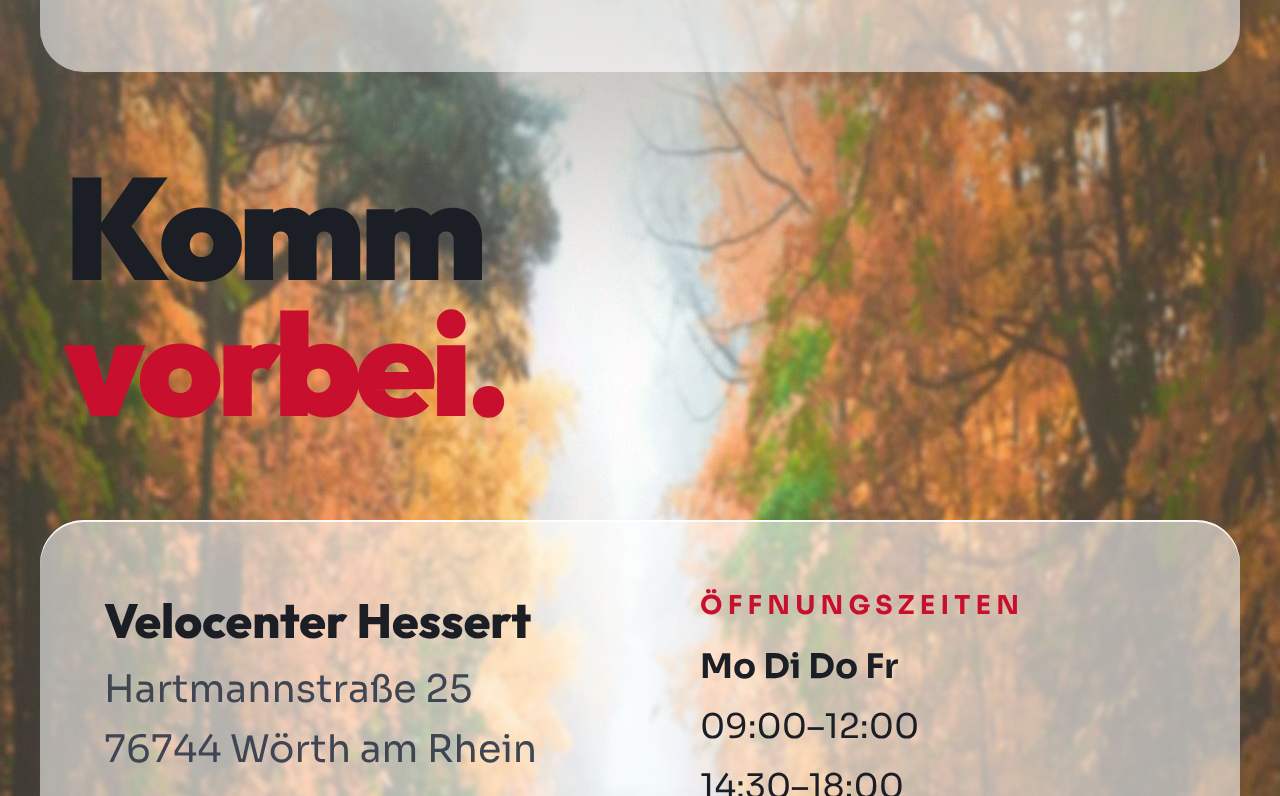 Komm
vorbei.
Velocenter Hessert
Hartmannstraße 25
76744 Wörth am Rhein
ÖFFNUNGSZEITEN
Mo Di Do Fr
09:00–12:00
14:30–18:00